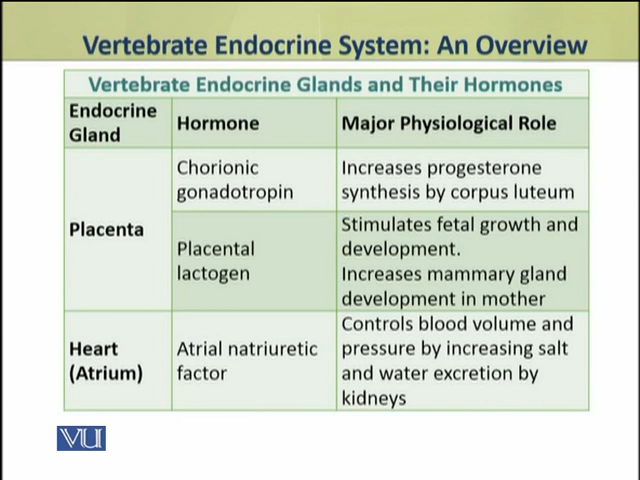 Vertebrate Endocrine System: An Overview
Vertebrate Endocrine Glands and Their Hormones
Endocrine
Gland
Hormone
Major Physiological Role
Placenta
Chorionic
gonadotropin
Increases progesterone
synthesis by corpus luteum
Placental
lactogen
Stimulates fetal growth and
development.
Increases mammary gland
development in mother
Heart
(Atrium)
Atrial natriuretic
factor
Controls blood volume and
pressure by increasing salt
and water excretion by
kidneys
VU